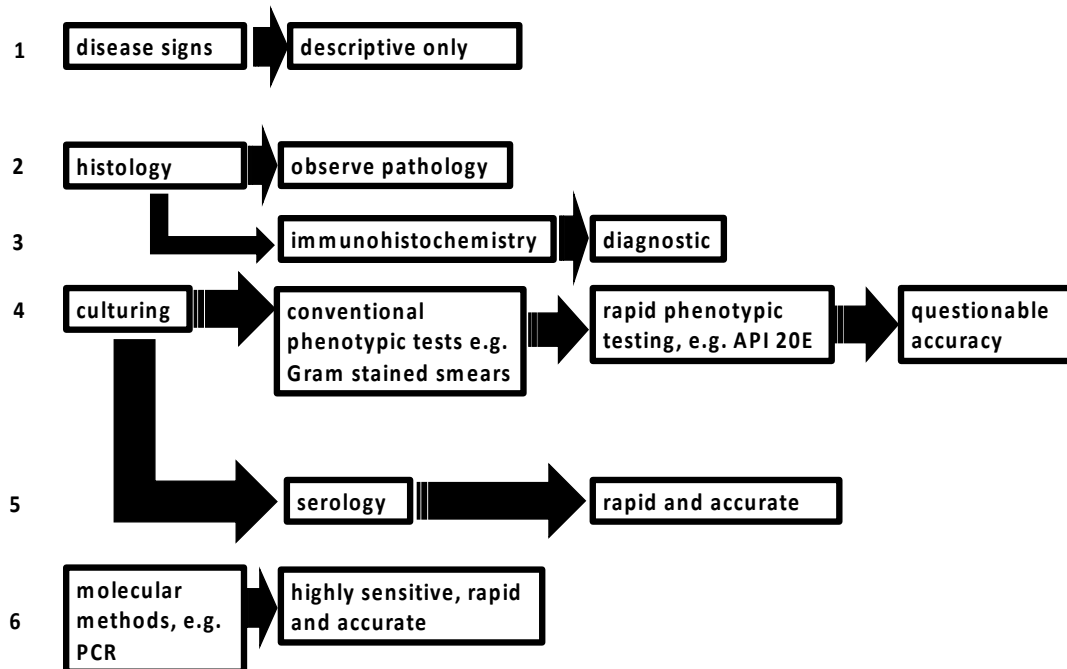 1
disease signs
descriptive only
2
histology
observe pathology
3
immunohistochemistry
diagnostic
4
culturing
conventional
phenotypic tests e.g.
Gram stained smears
rapid phenotypic
testing, e.g. API 20E
questionable
accuracy
5
serology
rapid and accurate
6
molecular
methods, e.g.
PCR
highly sensitive, rapid
and accurate